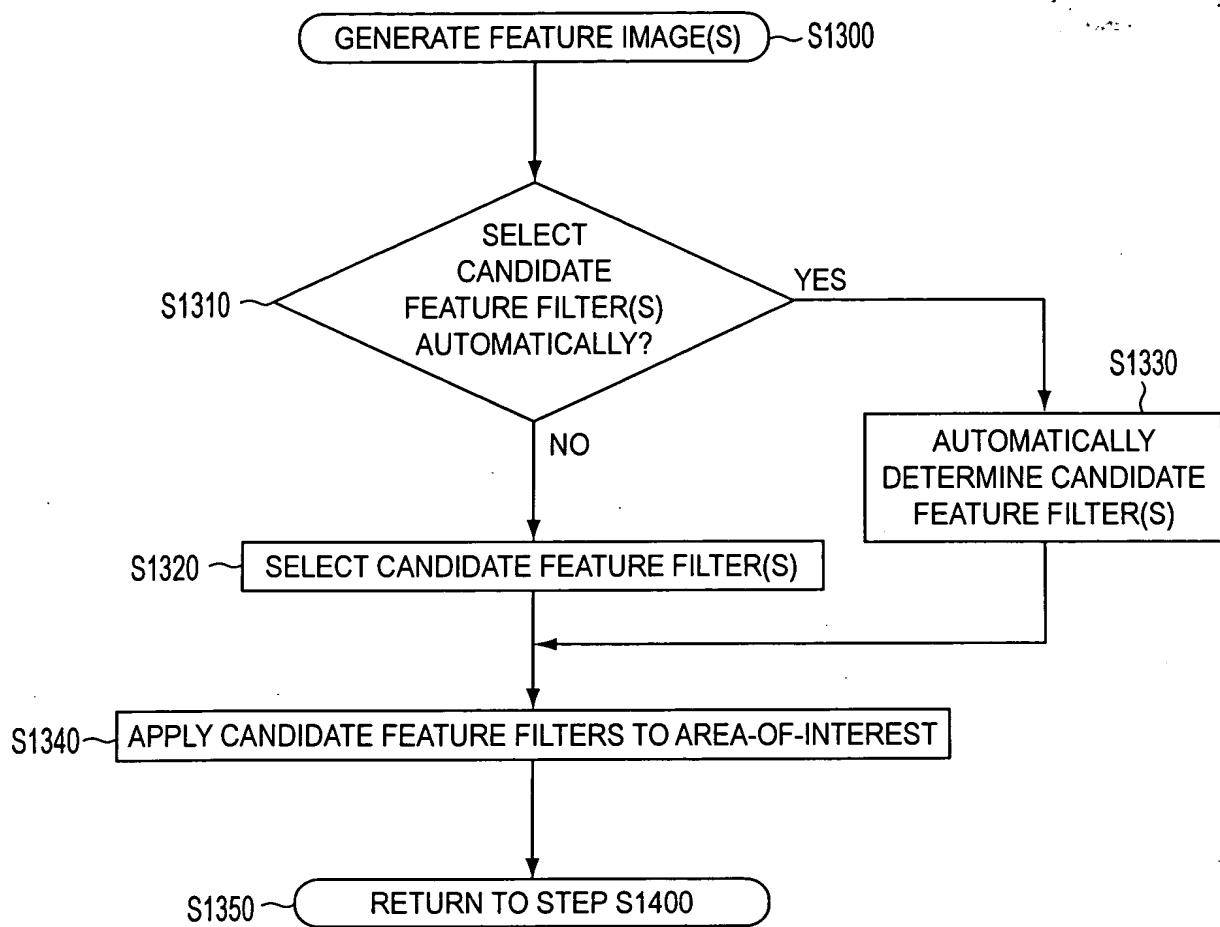 GENERATE FEATURE IMAGE(S)
S1300
SELECT
CANDIDATE
FEATURE FILTER(S)
AUTOMATICALLY?
S1310
YES
NO
S1330
AUTOMATICALLY
DETERMINE CANDIDATE
FEATURE FILTER(S)
S1320
SELECT CANDIDATE FEATURE FILTER(S)
S1340
APPLY CANDIDATE FEATURE FILTERS TO AREA-OF-INTEREST
S1350
RETURN TO STEP S1400